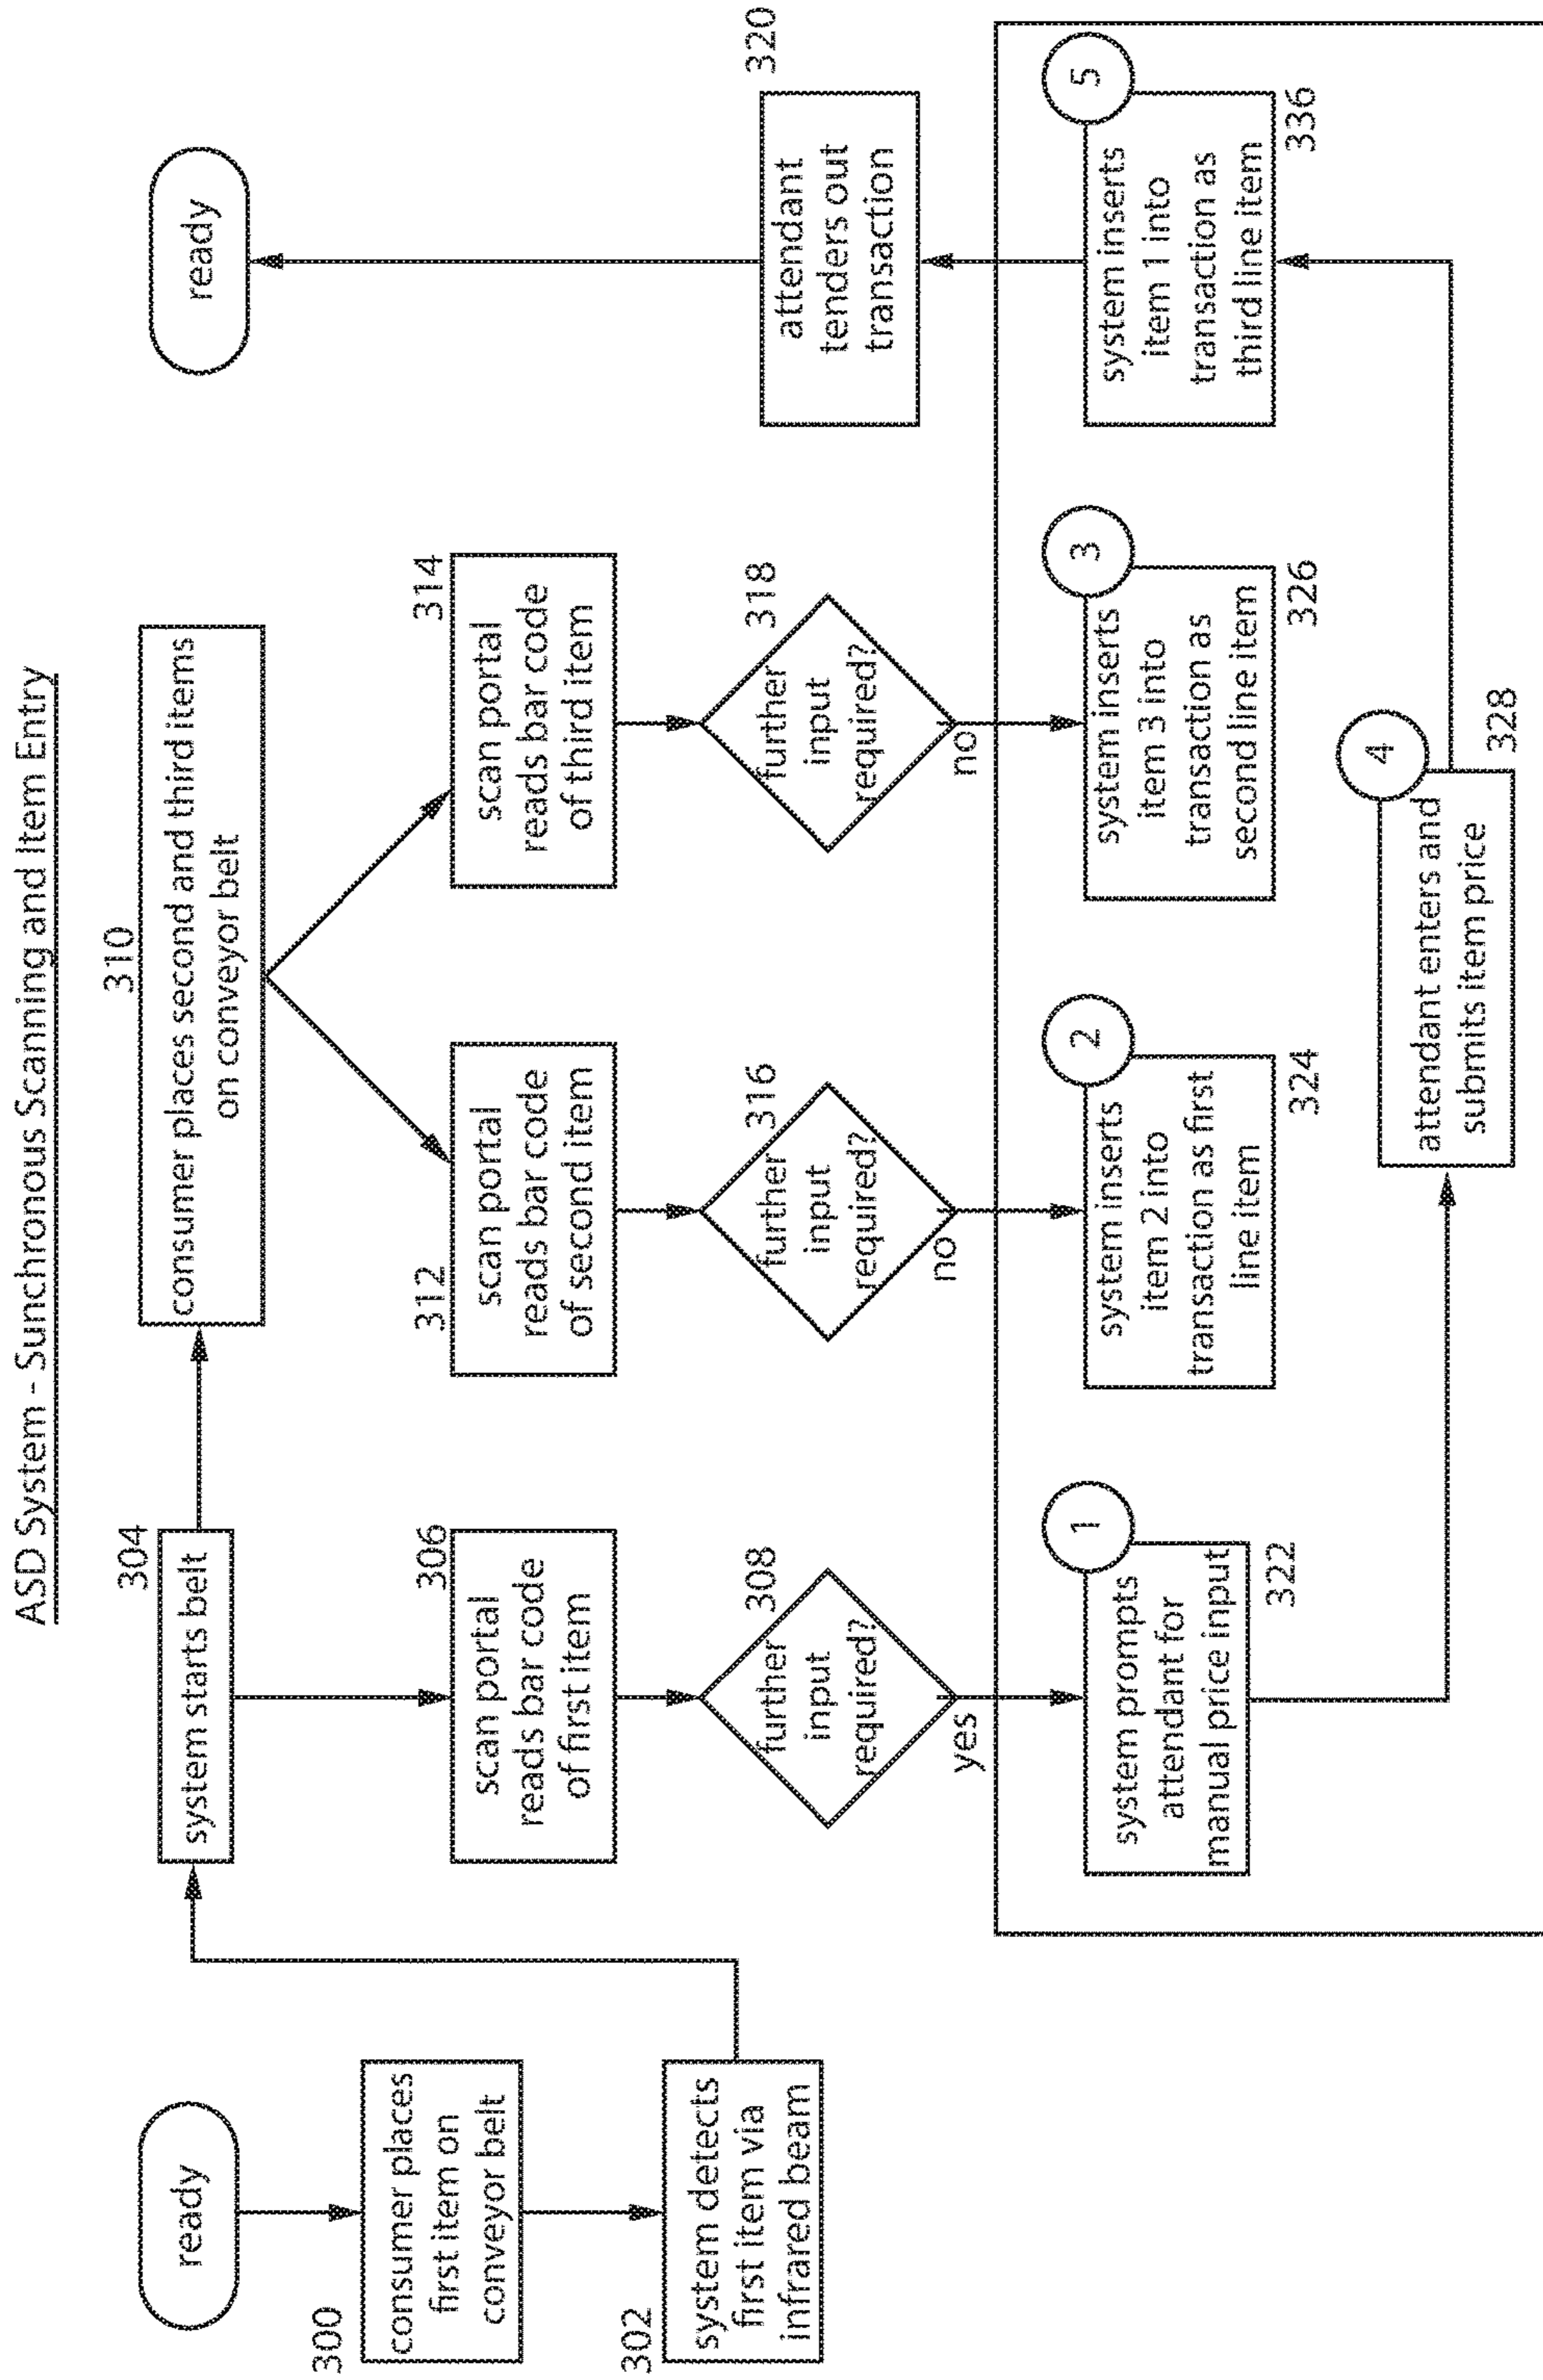 ASD System - Sunchronous Scanning and Item Entry
ready
300
consumer places
first item on
conveyor belt
302
system detects
first item via
infrared beam
304
system starts belt
306
scan portal
reads bar code
of first item
308
further
input
required?
yes
1
system prompts
attendant for
manual price input
322
310
consumer places second and third items
on conveyor belt
312
scan portal
reads bar code
of second item
316
further
input
required?
no
2
system inserts
item 2 into
transaction as first
line item
324
314
scan portal
reads bar code
of third item
318
further
input
required?
no
3
system inserts
item 3 into
transaction as
second line item
326
4
attendant enters and
submits item price
328
5
system inserts
item 1 into
transaction as
third line item
336
320
attendant
tenders out
transaction
ready